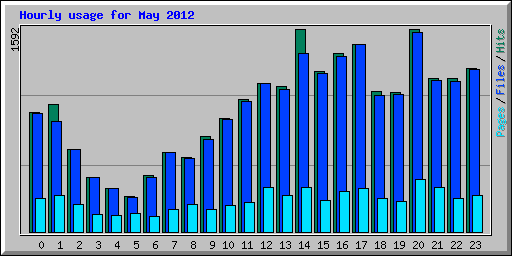 Hourly usage for May 2012
1592
Pages/Files/Hits
0 1 2 3 4 5 6 7 8 9 10 11 12 13 14 15 16 17 18 19 20 21 22 23